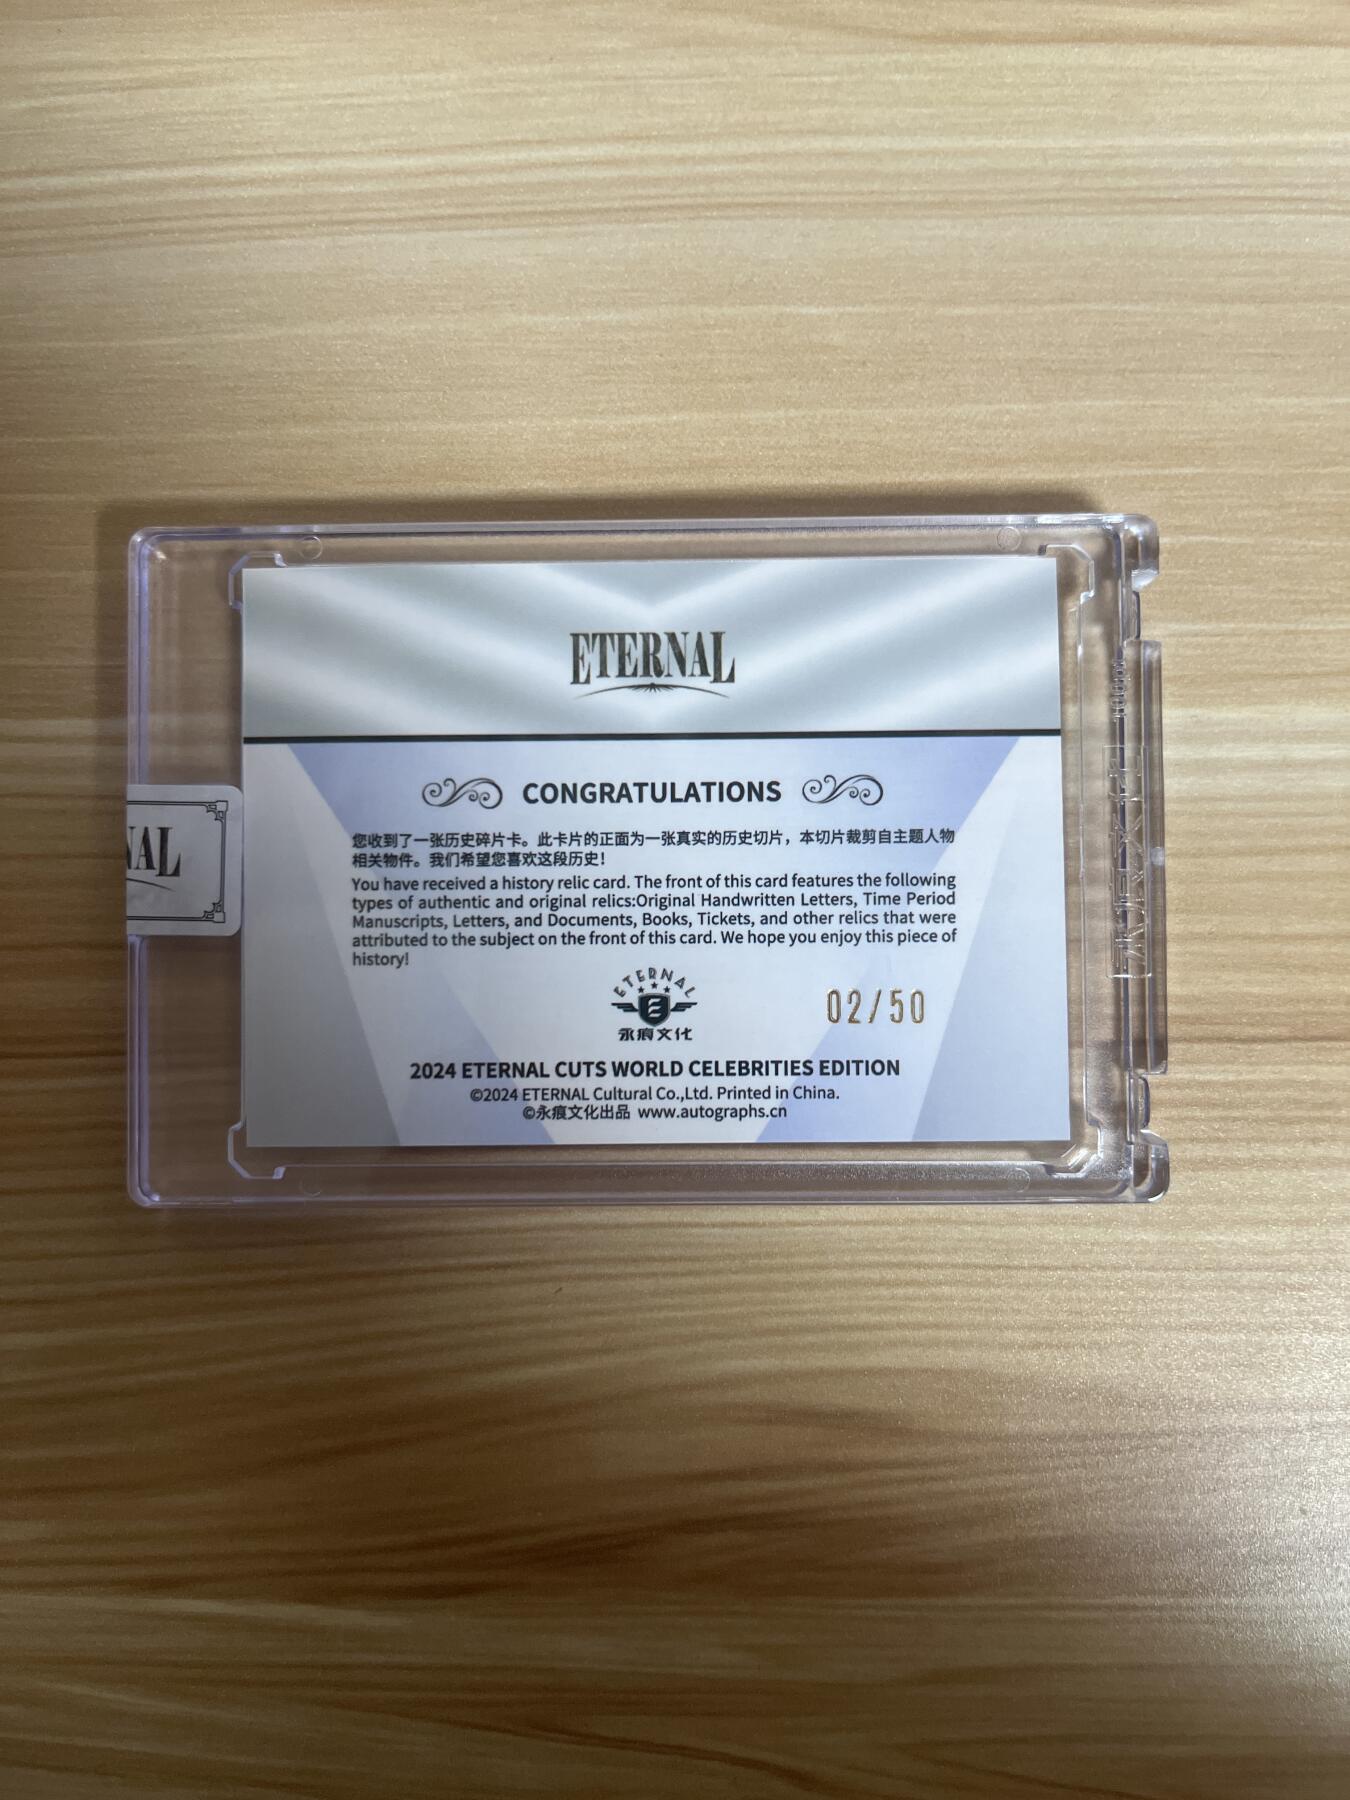 ETERNAL
CONGRATULATIONS
您收到了一张历史碎片卡。此卡片的正面为一张真实的历史切片，本切片裁剪自主题人物
相关物件。我们希望您喜欢这段历史！
You have received a history relic card. The front of this card features the following
types of authentic and original relics:Original Handwritten Letters, Time Period
Manuscripts, Letters, and Documents, Books, Tickets, and other relics that were
attributed to the subject on the front of this card. We hope you enjoy this piece of
history!
ETERNAL
永痕文化
02/50
2024 ETERNAL CUTS WORLD CELEBRITIES EDITION
©2024 ETERNAL Cultural Co.,Ltd. Printed in China.
©永痕文化出品 www.autographs.cn
NAL
永痕文化